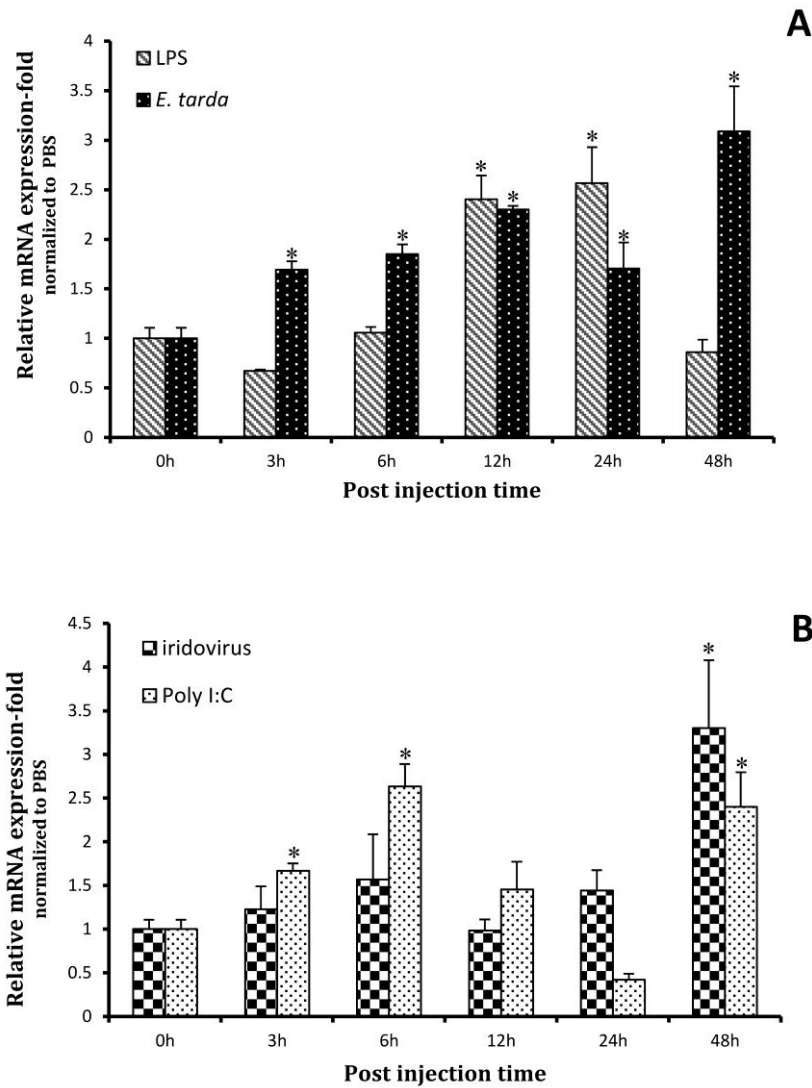 A
4
3.5
3
2.5
2
1.5
1
0.5
0
LPS
E. tarda
* * * * * * *
Relative mRNA expression-fold
normalized to PBS
0h 3h 6h 12h 24h 48h
Post injection time
B
4.5
4
3.5
3
2.5
2
1.5
1
0.5
0
iridovirus
Poly I:C
* * * *
Relative mRNA expression-fold
normalized to PBS
0h 3h 6h 12h 24h 48h
Post injection time